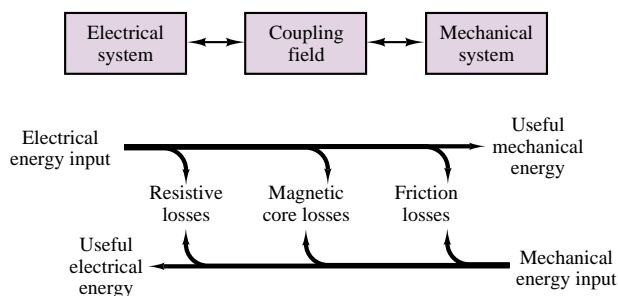 Electrical
system
Coupling
field
Mechanical
system
Electrical
energy input
Useful
mechanical
energy
Resistive
losses
Magnetic
core losses
Friction
losses
Useful
electrical
energy
Mechanical
energy input